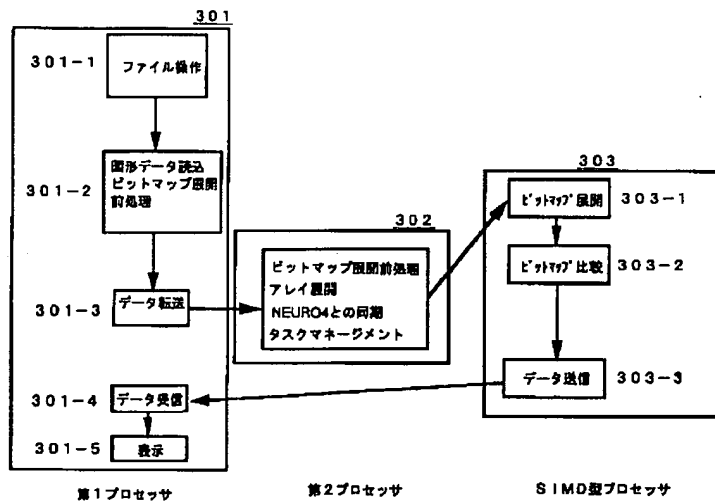 301
301-1
ファイル操作
301-2
図形データ読込
ビットマップ展開
前処理
301-3
データ転送
301-4
データ受信
301-5
表示
第1プロセッサ
302
ビットマップ展開前処理
アレイ展開
NEURO4との同期
タスクマネージメント
第2プロセッサ
303
ビットマップ展開
303-1
ビットマップ比較
303-2
データ送信
303-3
SIMD型プロセッサ